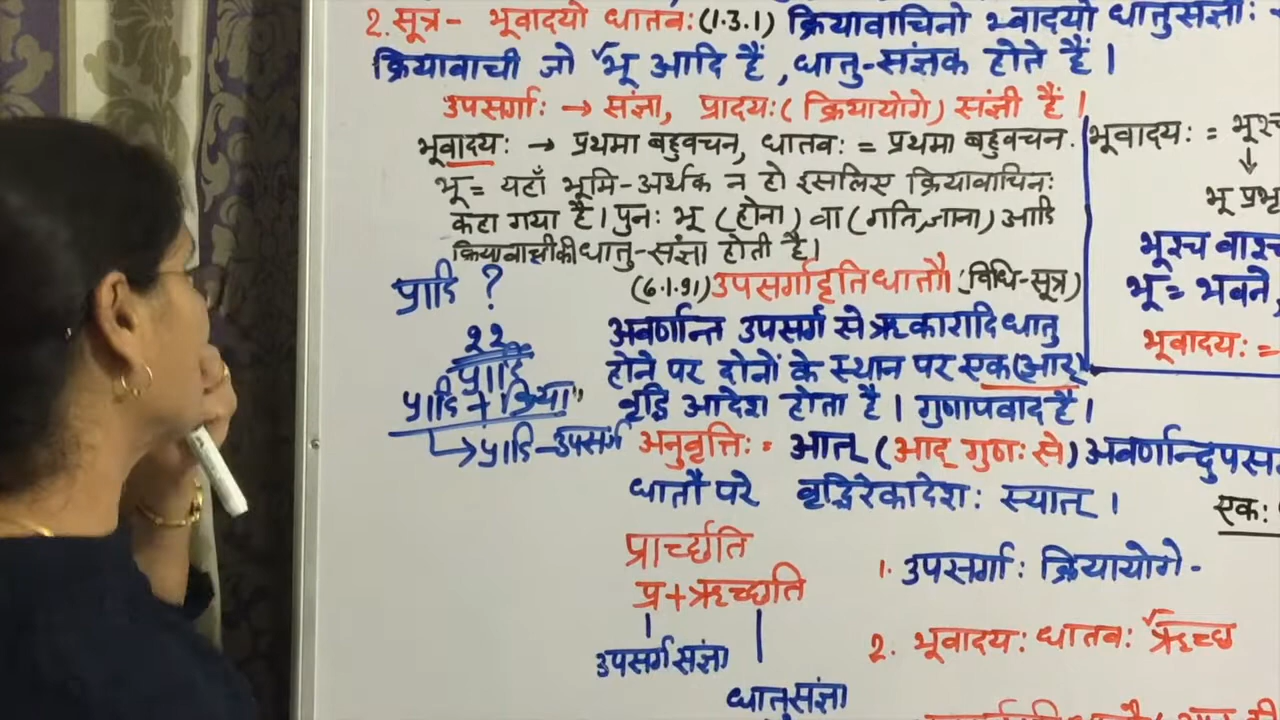 2. सूत्र - भूवादयो धातवः (1.3.1) क्रियावाचिनो भ्वादयो धातुसंज्ञाः
क्रियावाची जो भू आदि हैं, धातु-संज्ञक होते हैं।
उपसर्गाः → संज्ञा, प्रादयः (क्रियायोगे) संज्ञी हैं।
भूवादयः → प्रथमा बहुवचन, धातवः = प्रथमा बहुवचन.
भू = यहाँ भूमि-अर्थक न हो इसलिए क्रियावाचिनः
कहा गया है। पुनः भू (होना) वा (गति, जाना) आदि
क्रियावाची की धातु-संज्ञा होती है।
भूवादयः =
↓
भू
भूश्च
भू = भवने,
भूवादयः =
प्रादि ?
22
प्रादि
प्रादि + क्रिया
→ प्रादि - उपसर्ग
(6.1.91) उपसर्गादृति धातौ। (विधि-सूत्र)
अवर्णान्त उपसर्ग से ऋकारादि धातु
होने पर दोनों के स्थान पर एक (आर्)
वृद्धि आदेश होता है। गुणापवाद है।
अनुवृत्तिः = आत् (आद् गुणः से) अवर्णान्दुपस
धातौ परे वृद्धिरेकादेशः स्यात्।
एकः
प्रार्च्छति
प्र + ऋच्छति
उपसर्ग संज्ञा
धातु संज्ञा
1. उपसर्गाः क्रियायोगे -
2. भूवादयः धातवः ऋच्छ